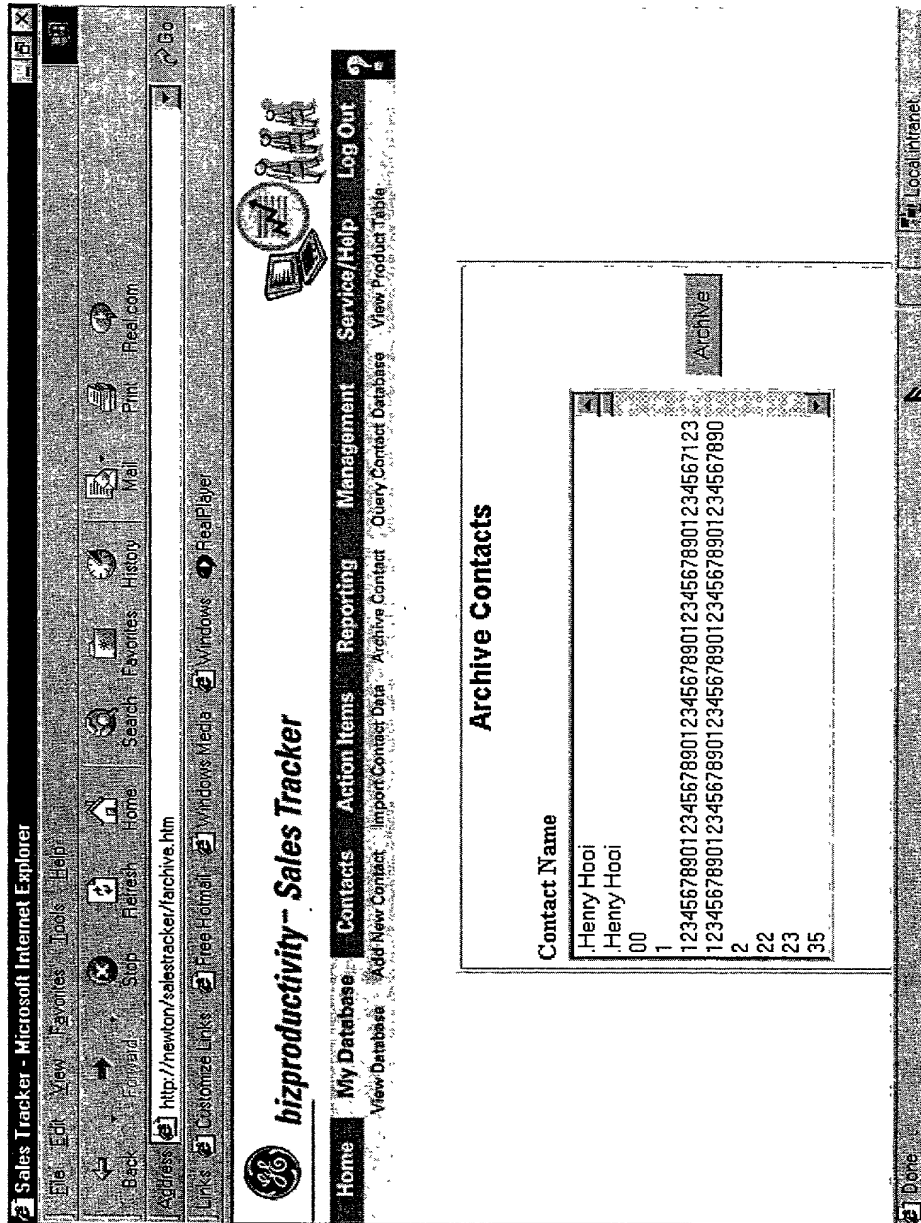 Sales Tracker - Microsoft Internet Explorer
File Edit View Favorites Tools Help
Back Forward Stop Refresh Home Search Favorites History Mail Print Real.com
Address http://newton/salestracker/farchive.htm Go
Links Customize Links Free Hotmail Windows Media Windows RealPlayer
GE bizproductivity- Sales Tracker
Home My Database Contacts Action Items Reporting Management Service/Help Log Out ?
View Database Add New Contact Import Contact Data Archive Contact Query Contact Database View Product Table
Archive Contacts
Contact Name
.Henry Hooi
.Henry Hooi
00
1
12345678901234567890123456789012345678901234567123
12345678901234567890123456789012345678901234567890
2
22
23
35
Archive
Done Local intranet